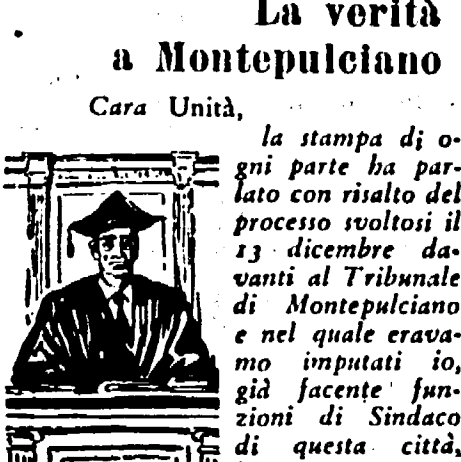 La verità
a Montepulciano
Cara Unità,
la stampa di o-
gni parte ha par-
lato con risalto del
processo svoltosi il
13 dicembre da-
vanti al Tribunale
di Montepulciano
e nel quale erava-
mo imputati io,
già facente fun-
zioni di Sindaco
di questa città,